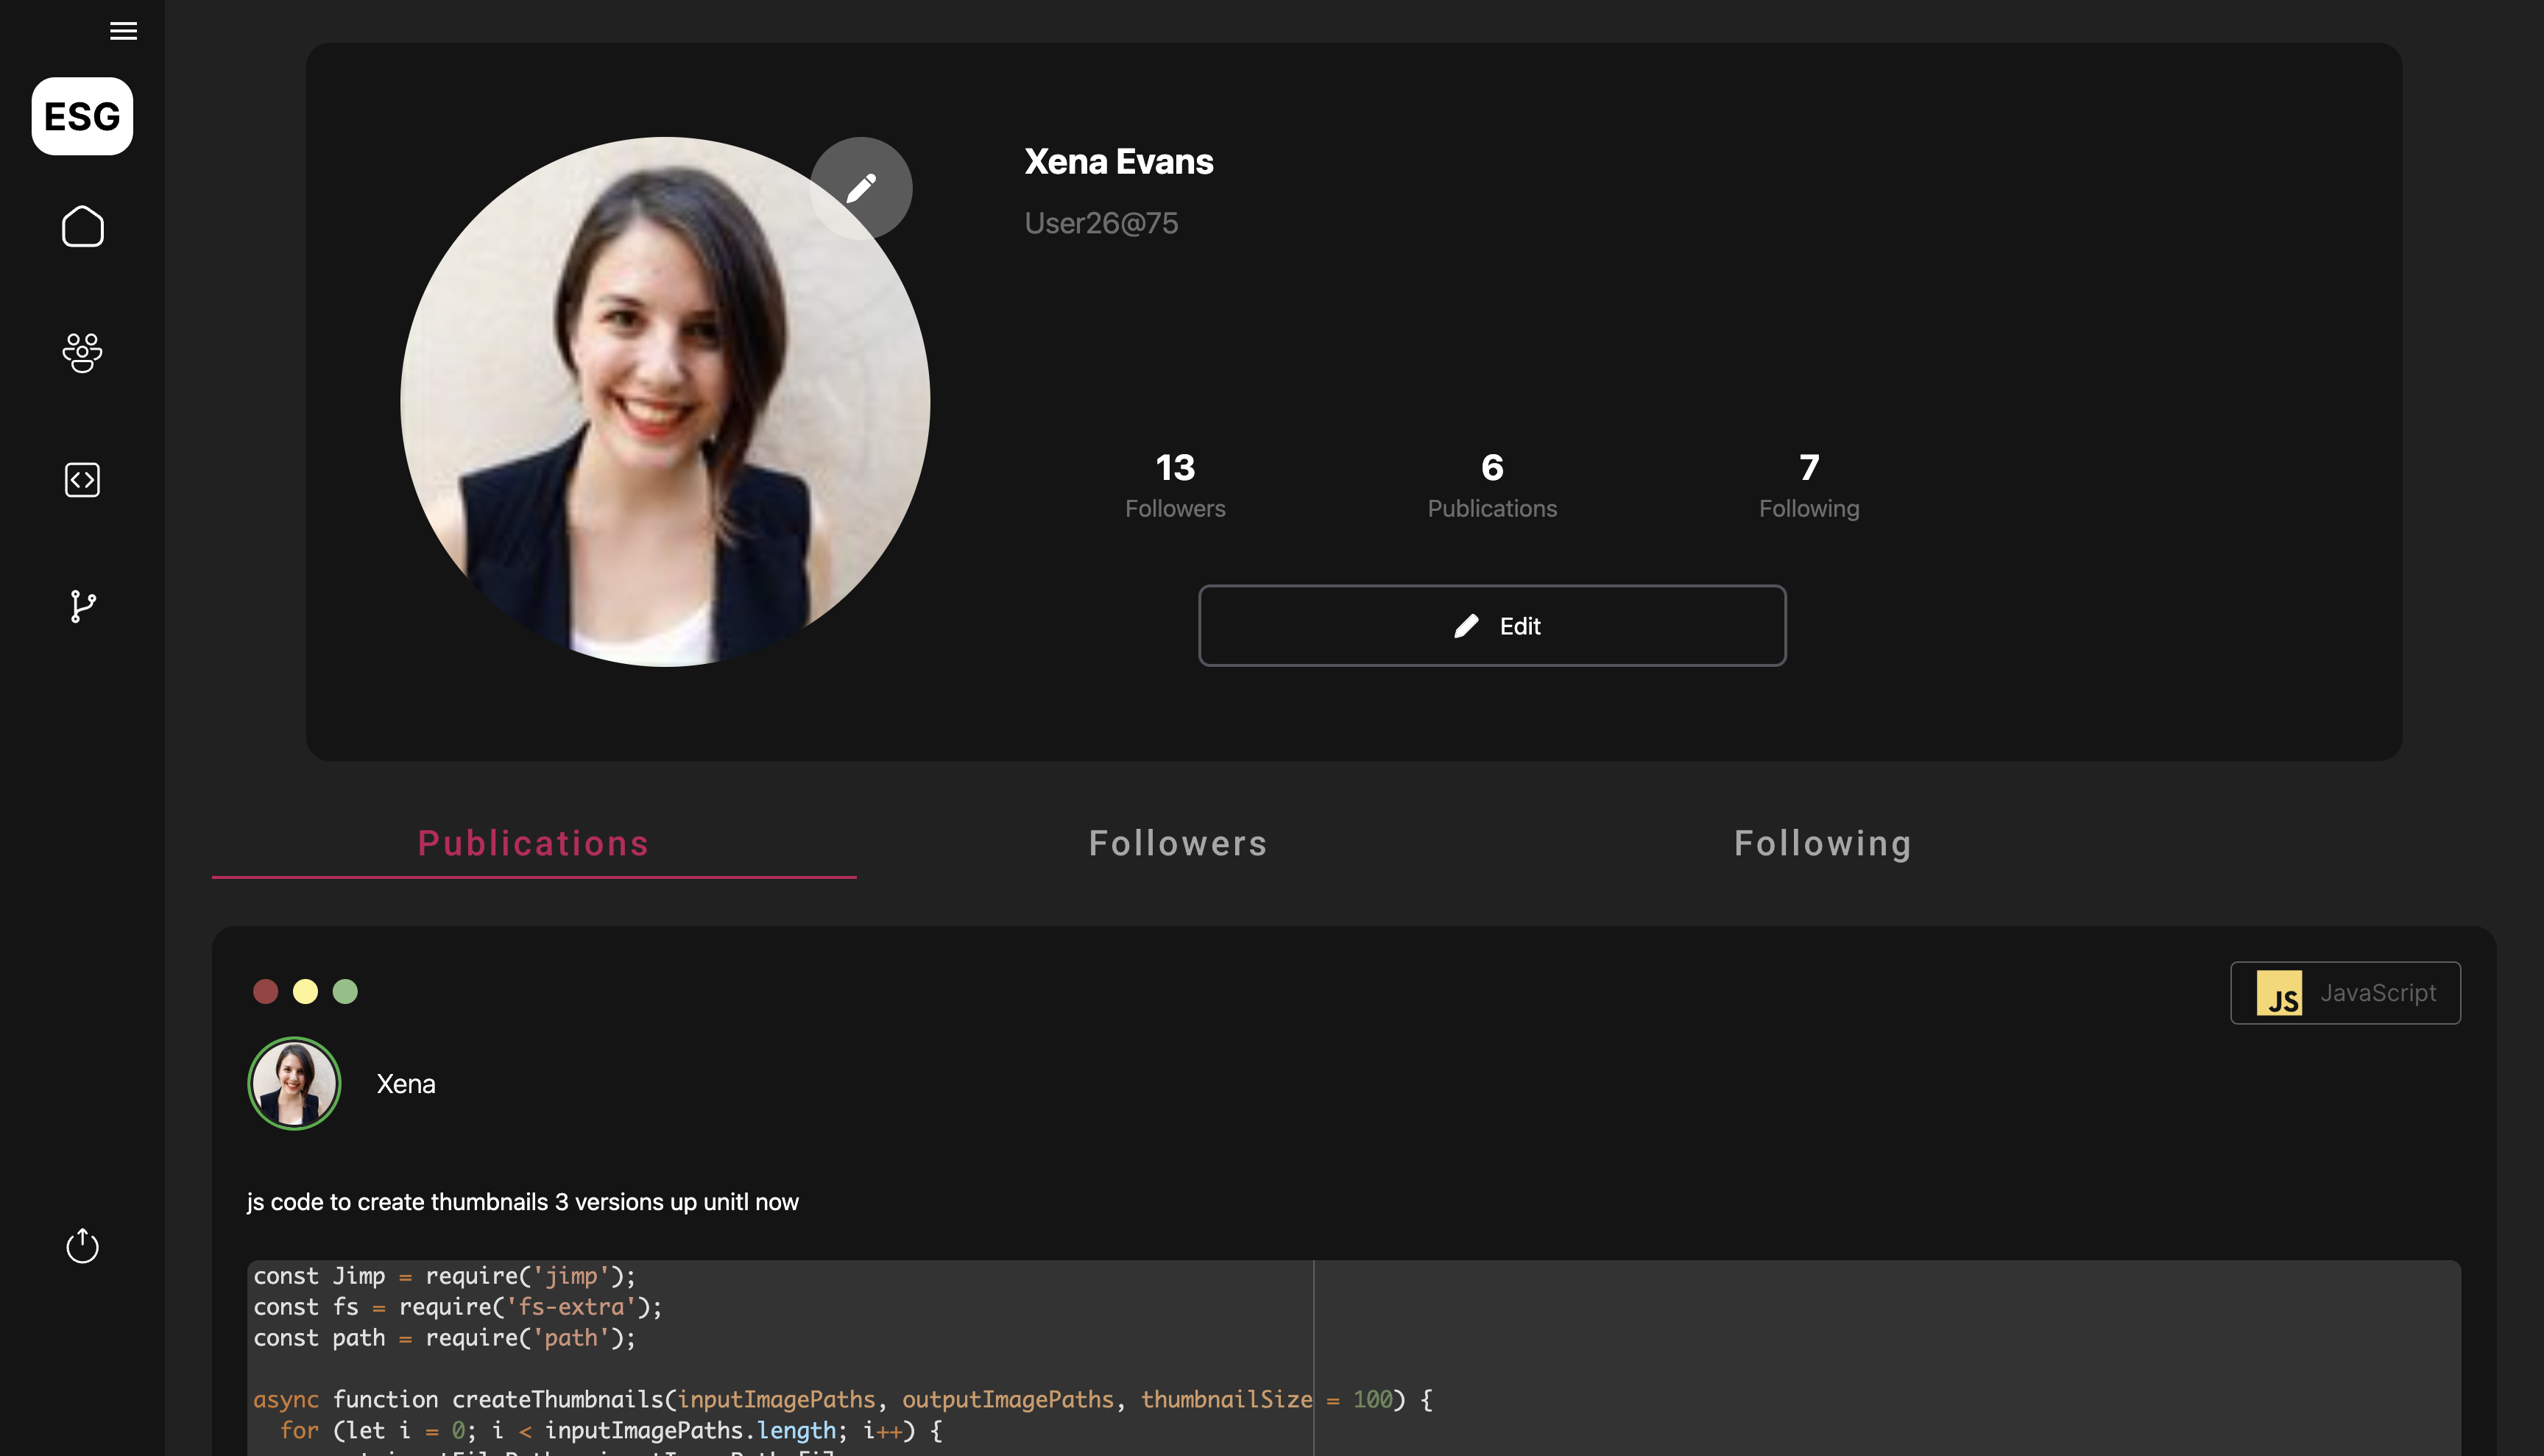 ESG
Xena Evans
User26@75
13
Followers
6
Publications
7
Following
Edit
Publications
Followers
Following
JS JavaScript
Xena
js code to create thumbnails 3 versions up unitl now
const Jimp = require('jimp');
const fs = require('fs-extra');
const path = require('path');
async function createThumbnails(inputImagePaths, outputImagePaths, thumbnailSize = 100) {
for (let i = 0; i < inputImagePaths.length; i++) {